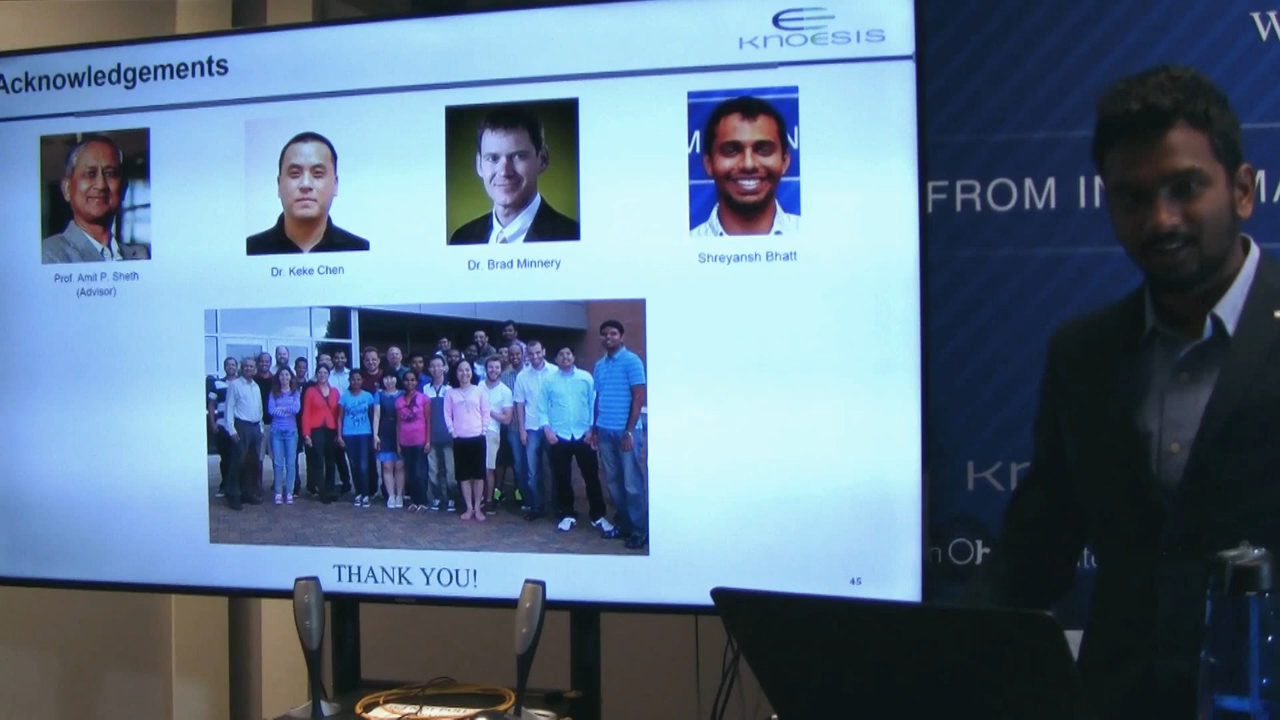 Acknowledgements
KNOESIS
Prof. Amit P. Sheth
(Advisor)
Dr. Keke Chen
Dr. Brad Minnery
Shreyansh Bhatt
THANK YOU!
45
W
FROM IN
MA
Kn